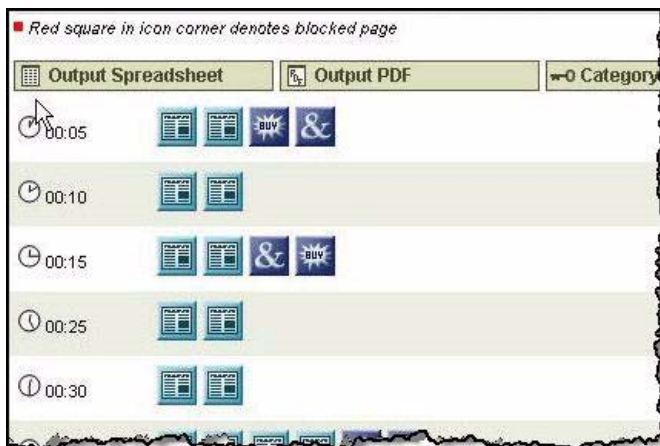 Red square in icon corner denotes blocked page
Output Spreadsheet
PDF Output PDF
Category
00:05 BUY &
00:10
00:15 & BUY
00:25
00:30